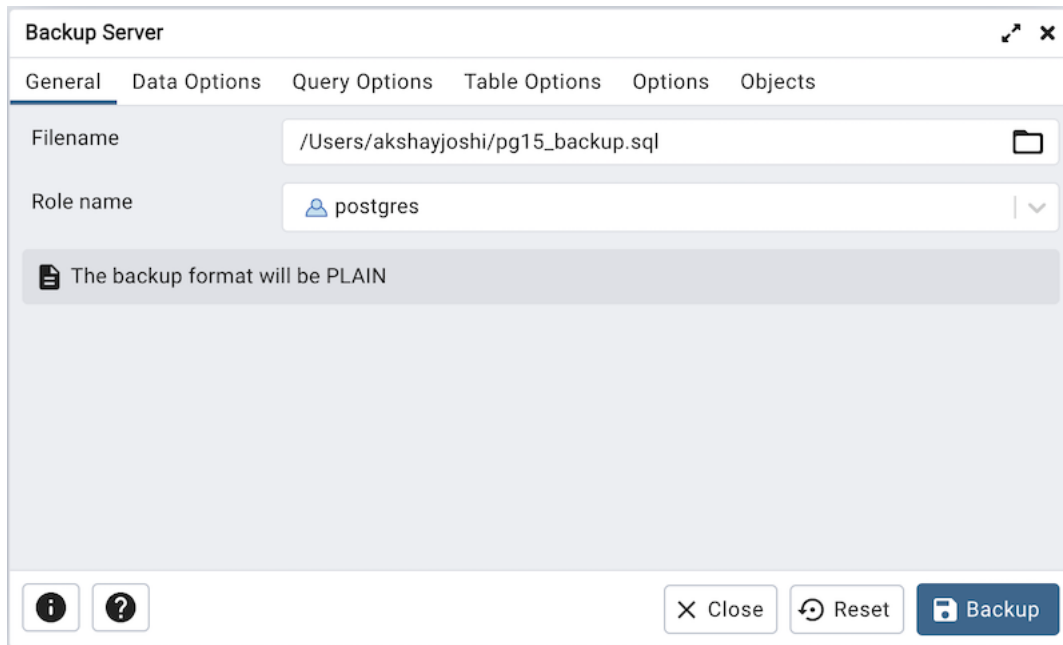 Backup Server
General Data Options Query Options Table Options Options Objects
Filename /Users/akshayjoshi/pg15_backup.sql
Role name postgres
The backup format will be PLAIN
Close Reset Backup